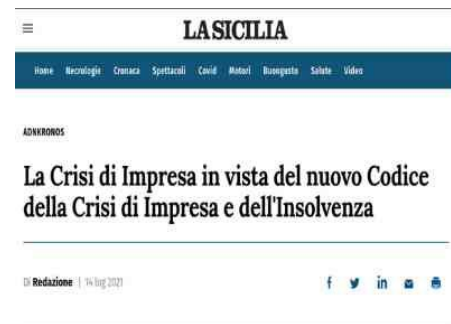 LA SICILIA
Home Necrologie Cronaca Spettacoli Covid Motori Buongusto Salute Video
ADNKRONOS
La Crisi di Impresa in vista del nuovo Codice
della Crisi di Impresa e dell'Insolvenza
Di Redazione | 14 lug 2021